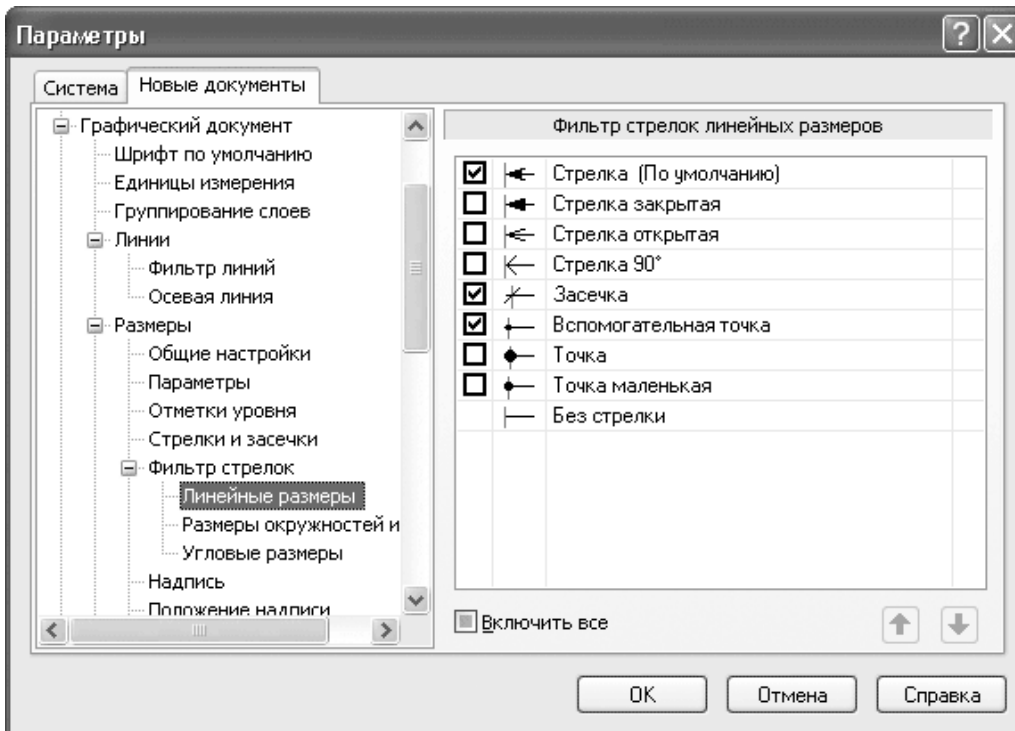 Параметры
Система
Новые документы
Графический документ
Шрифт по умолчанию
Единицы измерения
Группирование слоев
Линии
Фильтр линий
Осевая линия
Размеры
Общие настройки
Параметры
Отметки уровня
Стрелки и засечки
Фильтр стрелок
Линейные размеры
Размеры окружностей и
Угловые размеры
Надпись
Положение надписи
Фильтр стрелок линейных размеров
Стрелка (По умолчанию)
Стрелка закрытая
Стрелка открытая
Стрелка 90°
Засечка
Вспомогательная точка
Точка
Точка маленькая
Без стрелки
Включить все
OK
Отмена
Справка